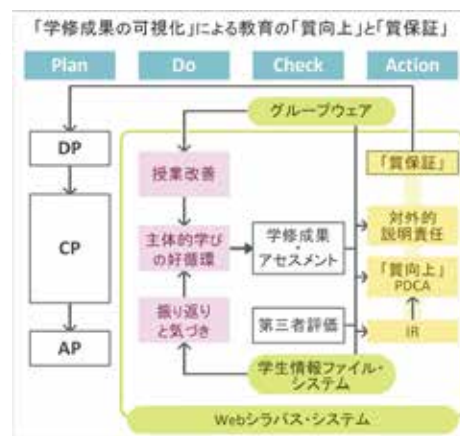 「学修成果の可視化」による教育の「質向上」と「質保証」
Plan
Do
Check
Action
グループウェア
DP
CP
AP
授業改善
主体的学び
の好循環
振り返り
と気づき
学修成果
・
アセスメント
第三者評価
「質保証」
対外的
説明責任
「質向上」
PDCA
IR
学生情報ファイル・
システム
Webシラバス・システム